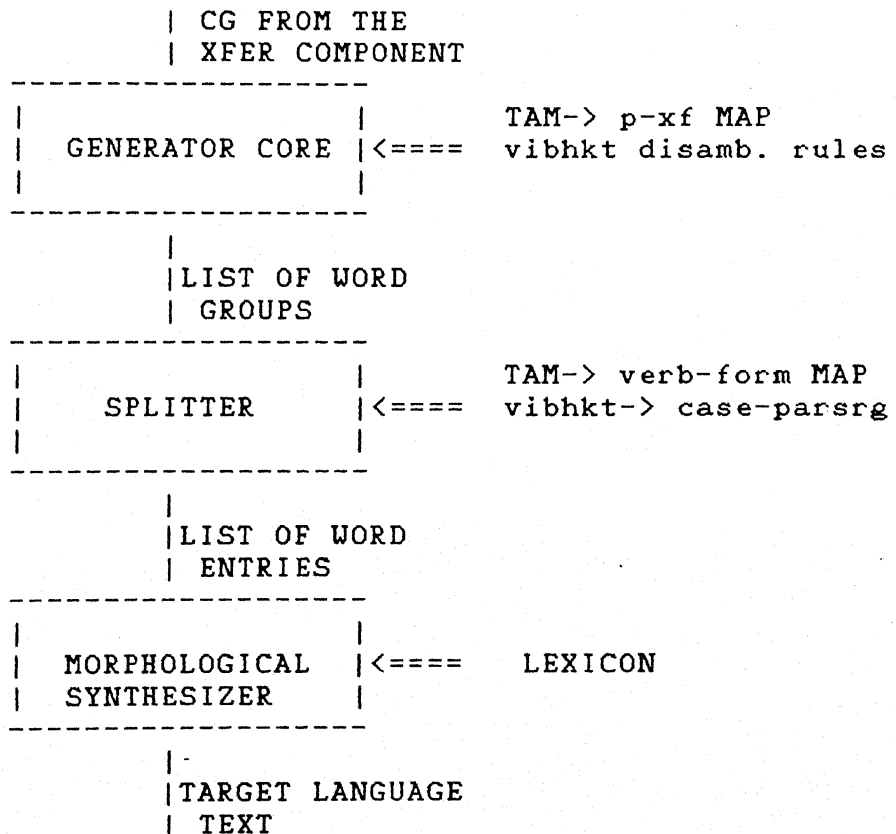 CG FROM THE
XFER COMPONENT
TAM-> p-xf MAP
GENERATOR CORE <==== vibhkt disamb. rules
LIST OF WORD
GROUPS
TAM-> verb-form MAP
SPLITTER <==== vibhkt-> case-parsrg
LIST OF WORD
ENTRIES
MORPHOLOGICAL <==== LEXICON
SYNTHESIZER
TARGET LANGUAGE
TEXT